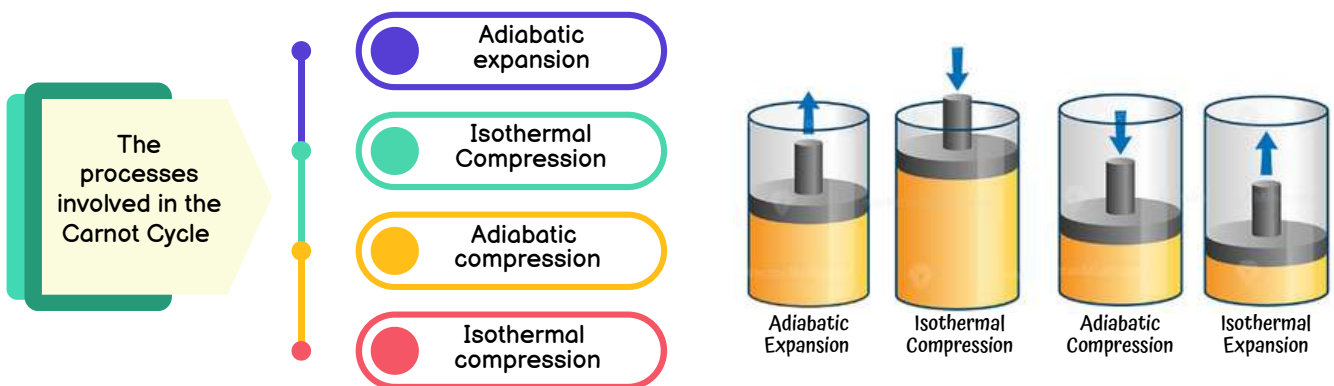 The
processes
involved in the
Carnot Cycle
Adiabatic
expansion
Isothermal
Compression
Adiabatic
compression
Isothermal
compression
Adiabatic
Expansion
Isothermal
Compression
Adiabatic
Compression
Isothermal
Expansion